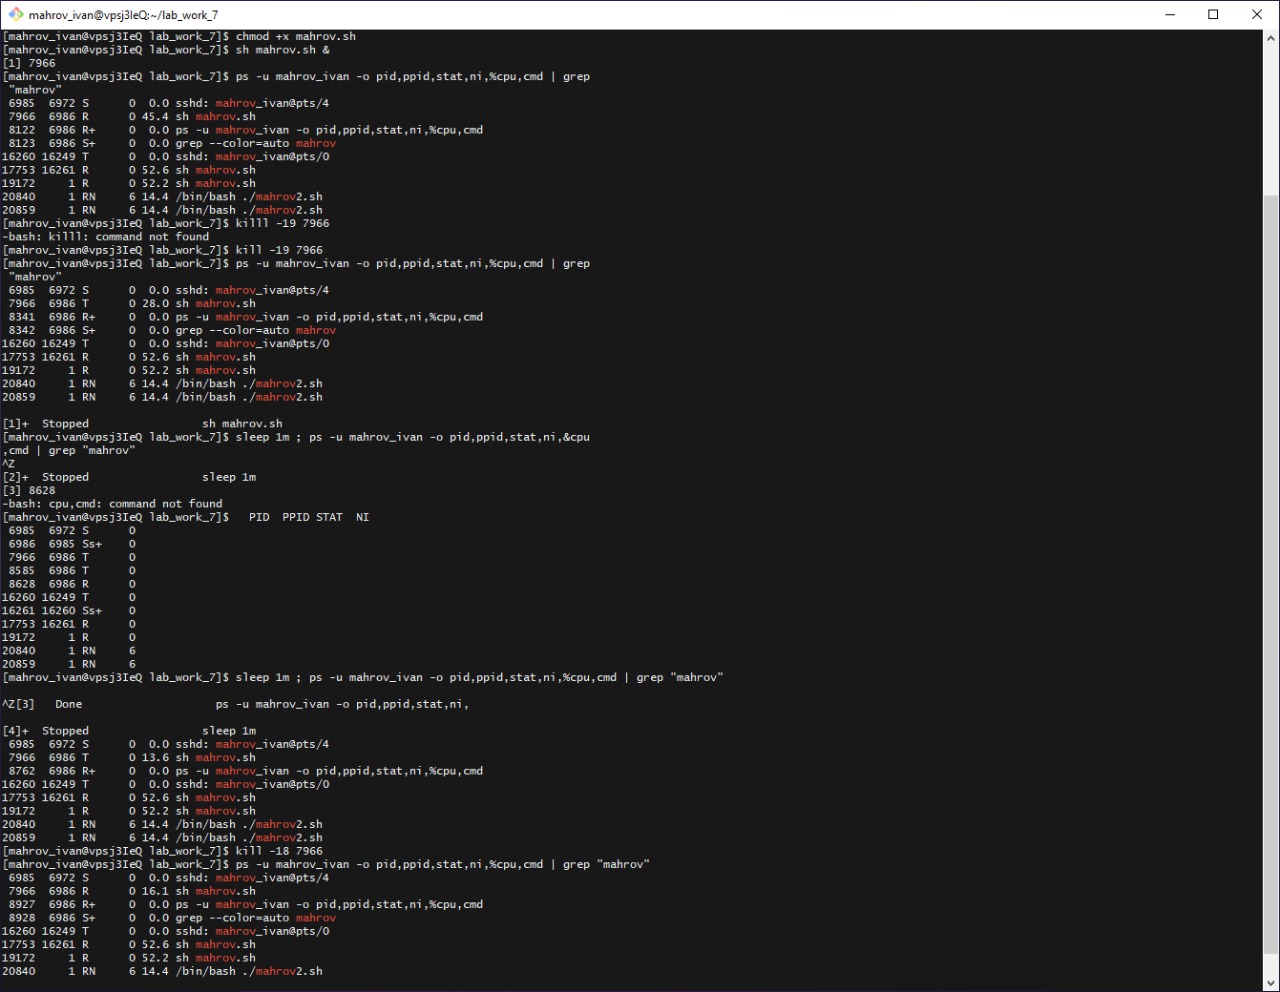 mahrov_ivan@vpsj3IeQ:~/lab_work_7
[mahrov_ivan@vpsj3IeQ lab_work_7]$ chmod +x mahrov.sh
[mahrov_ivan@vpsj3IeQ lab_work_7]$ sh mahrov.sh &
[1] 7966
[mahrov_ivan@vpsj3IeQ lab_work_7]$ ps -u mahrov_ivan -o pid,ppid,stat,ni,%cpu,cmd | grep
 "mahrov"
 6985  6972 S      0  0.0 sshd: mahrov_ivan@pts/4
 7966  6986 R      0 45.4 sh mahrov.sh
 8122  6986 R+     0  0.0 ps -u mahrov_ivan -o pid,ppid,stat,ni,%cpu,cmd
 8123  6986 S+     0  0.0 grep --color=auto mahrov
16260 16249 T      0  0.0 sshd: mahrov_ivan@pts/0
17753 16261 R      0 52.6 sh mahrov.sh
19172     1 R      0 52.2 sh mahrov.sh
20840     1 RN     6 14.4 /bin/bash ./mahrov2.sh
20859     1 RN     6 14.4 /bin/bash ./mahrov2.sh
[mahrov_ivan@vpsj3IeQ lab_work_7]$ killl -19 7966
-bash: killl: command not found
[mahrov_ivan@vpsj3IeQ lab_work_7]$ kill -19 7966
[mahrov_ivan@vpsj3IeQ lab_work_7]$ ps -u mahrov_ivan -o pid,ppid,stat,ni,%cpu,cmd | grep
 "mahrov"
 6985  6972 S      0  0.0 sshd: mahrov_ivan@pts/4
 7966  6986 T      0 28.0 sh mahrov.sh
 8341  6986 R+     0  0.0 ps -u mahrov_ivan -o pid,ppid,stat,ni,%cpu,cmd
 8342  6986 S+     0  0.0 grep --color=auto mahrov
16260 16249 T      0  0.0 sshd: mahrov_ivan@pts/0
17753 16261 R      0 52.6 sh mahrov.sh
19172     1 R      0 52.2 sh mahrov.sh
20840     1 RN     6 14.4 /bin/bash ./mahrov2.sh
20859     1 RN     6 14.4 /bin/bash ./mahrov2.sh
[1]+  Stopped                 sh mahrov.sh
[mahrov_ivan@vpsj3IeQ lab_work_7]$ sleep 1m ; ps -u mahrov_ivan -o pid,ppid,stat,ni,&cpu
,cmd | grep "mahrov"
^Z
[2]+  Stopped                 sleep 1m
[3] 8628
-bash: cpu,cmd: command not found
[mahrov_ivan@vpsj3IeQ lab_work_7]$   PID  PPID STAT  NI
 6985  6972 S      0
 6986  6985 Ss+    0
 7966  6986 T      0
 8585  6986 T      0
 8628  6986 R      0
16260 16249 T      0
16261 16260 Ss+    0
17753 16261 R      0
19172     1 R      0
20840     1 RN     6
20859     1 RN     6
[mahrov_ivan@vpsj3IeQ lab_work_7]$ sleep 1m ; ps -u mahrov_ivan -o pid,ppid,stat,ni,%cpu,cmd | grep "mahrov"
^Z[3]   Done                   ps -u mahrov_ivan -o pid,ppid,stat,ni,
[4]+  Stopped                 sleep 1m
 6985  6972 S      0  0.0 sshd: mahrov_ivan@pts/4
 7966  6986 T      0 13.6 sh mahrov.sh
 8762  6986 R+     0  0.0 ps -u mahrov_ivan -o pid,ppid,stat,ni,%cpu,cmd
16260 16249 T      0  0.0 sshd: mahrov_ivan@pts/0
17753 16261 R      0 52.6 sh mahrov.sh
19172     1 R      0 52.2 sh mahrov.sh
20840     1 RN     6 14.4 /bin/bash ./mahrov2.sh
20859     1 RN     6 14.4 /bin/bash ./mahrov2.sh
[mahrov_ivan@vpsj3IeQ lab_work_7]$ kill -18 7966
[mahrov_ivan@vpsj3IeQ lab_work_7]$ ps -u mahrov_ivan -o pid,ppid,stat,ni,%cpu,cmd | grep "mahrov"
 6985  6972 S      0  0.0 sshd: mahrov_ivan@pts/4
 7966  6986 R      0 16.1 sh mahrov.sh
 8927  6986 R+     0  0.0 ps -u mahrov_ivan -o pid,ppid,stat,ni,%cpu,cmd
 8928  6986 S+     0  0.0 grep --color=auto mahrov
16260 16249 T      0  0.0 sshd: mahrov_ivan@pts/0
17753 16261 R      0 52.6 sh mahrov.sh
19172     1 R      0 52.2 sh mahrov.sh
20840     1 RN     6 14.4 /bin/bash ./mahrov2.sh